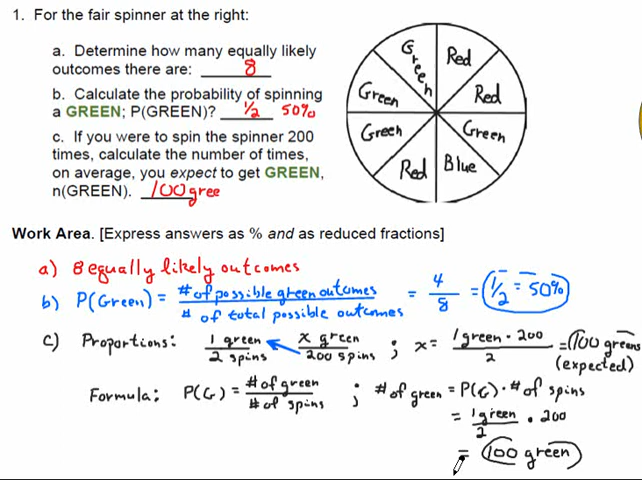 1. For the fair spinner at the right:
a. Determine how many equally likely
outcomes there are: 8
b. Calculate the probability of spinning
a GREEN; P(GREEN)? 1/2 50%
c. If you were to spin the spinner 200
times, calculate the number of times,
on average, you expect to get GREEN,
n(GREEN). 100 gree
Green
Red
Green
Red
Green
Green
Red
Blue
Work Area. [Express answers as % and as reduced fractions]
a) 8 equally likely outcomes
b) P(Green) = # of possible green outcomes / # of total possible outcomes = 4/8 = 1/2 = 50%
c) Proportions: 1 green / 2 spins x green / 200 spins ; x = 1 green · 200 / 2 = 100 greens
(expected)
Formula: P(G) = # of green / # of spins ; # of green = P(G) · # of spins
= 1 green / 2 · 200
= 100 green